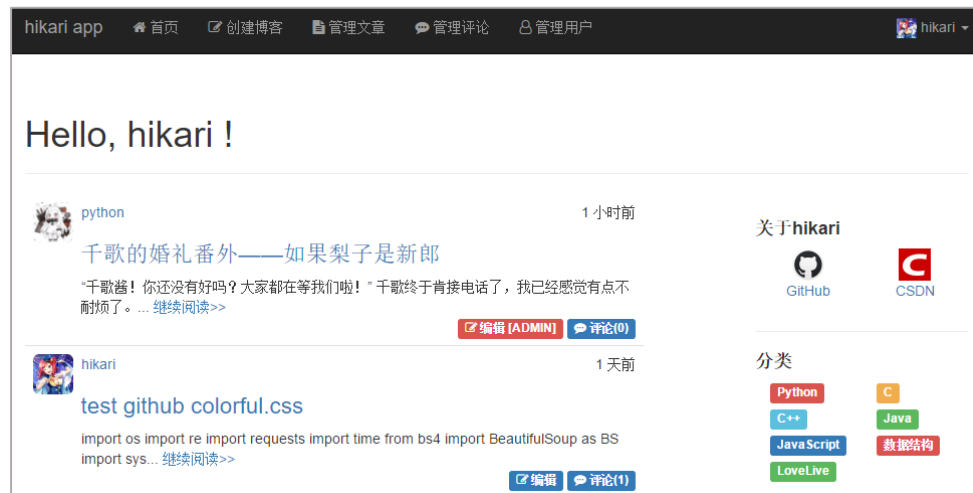 hikari app 首页 创建博客 管理文章 管理评论 管理用户 hikari
Hello, hikari !
python 1 小时前
千歌的婚礼番外——如果梨子是新郎
“千歌酱！你还没有好吗？大家都在等我们啦！” 千歌终于肯接电话了，我已经感觉有点不
耐烦了。... 继续阅读>>
编辑 [ADMIN] 评论(0)
hikari 1 天前
test github colorful.css
import os import re import requests import time from bs4 import BeautifulSoup as BS
import sys... 继续阅读>>
编辑 评论(1)
关于hikari
GitHub CSDN
分类
Python C
C++ Java
JavaScript 数据结构
LoveLive